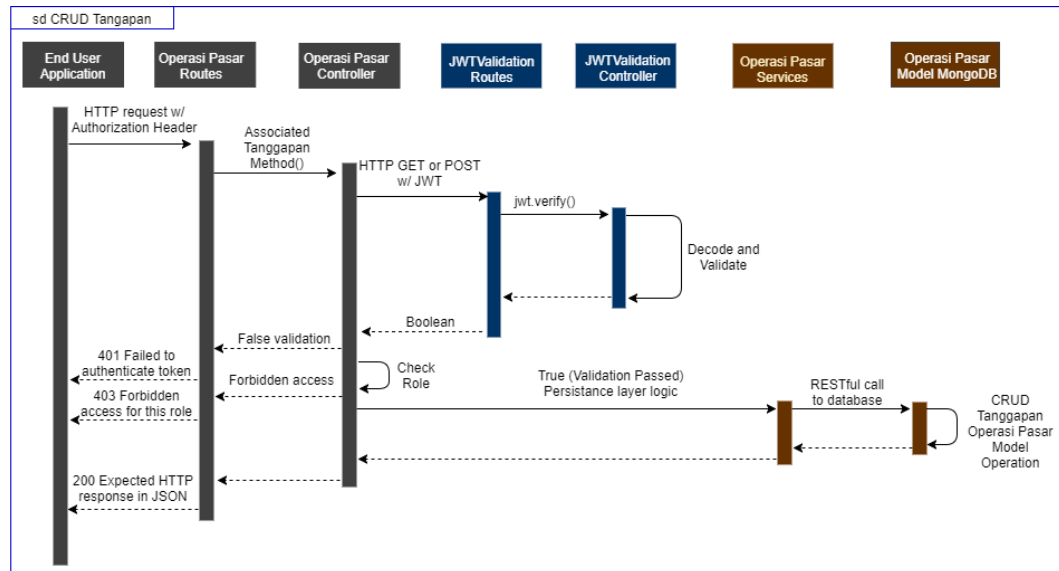 sd CRUD Tangapan
End User
Application
Operasi Pasar
Routes
Operasi Pasar
Controller
JWTValidation
Routes
JWTValidation
Controller
Operasi Pasar
Services
Operasi Pasar
Model MongoDB
HTTP request w/
Authorization Header
Associated
Tanggapan
Method()
HTTP GET or POST
w/ JWT
jwt.verify()
Decode and
Validate
Boolean
False validation
401 Failed to
authenticate token
Check
Role
Forbidden access
403 Forbidden
access for this role
True (Validation Passed)
Persistance layer logic
RESTful call
to database
CRUD
Tanggapan
Operasi Pasar
Model
Operation
200 Expected HTTP
response in JSON